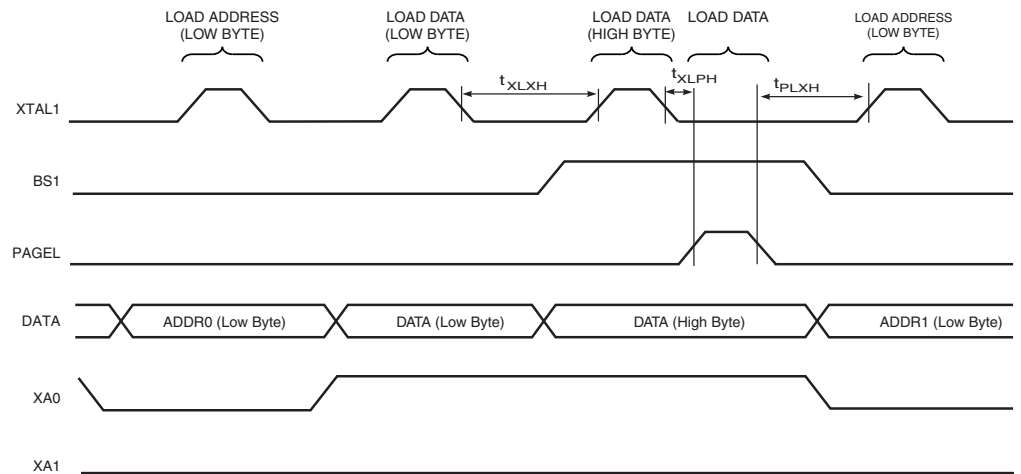 LOAD ADDRESS
(LOW BYTE)
LOAD DATA
(LOW BYTE)
LOAD DATA
(HIGH BYTE)
LOAD DATA
LOAD ADDRESS
(LOW BYTE)
tXLXH
tXLPH
tPLXH
XTAL1
BS1
PAGEL
DATA
ADDR0 (Low Byte)
DATA (Low Byte)
DATA (High Byte)
ADDR1 (Low Byte)
XA0
XA1